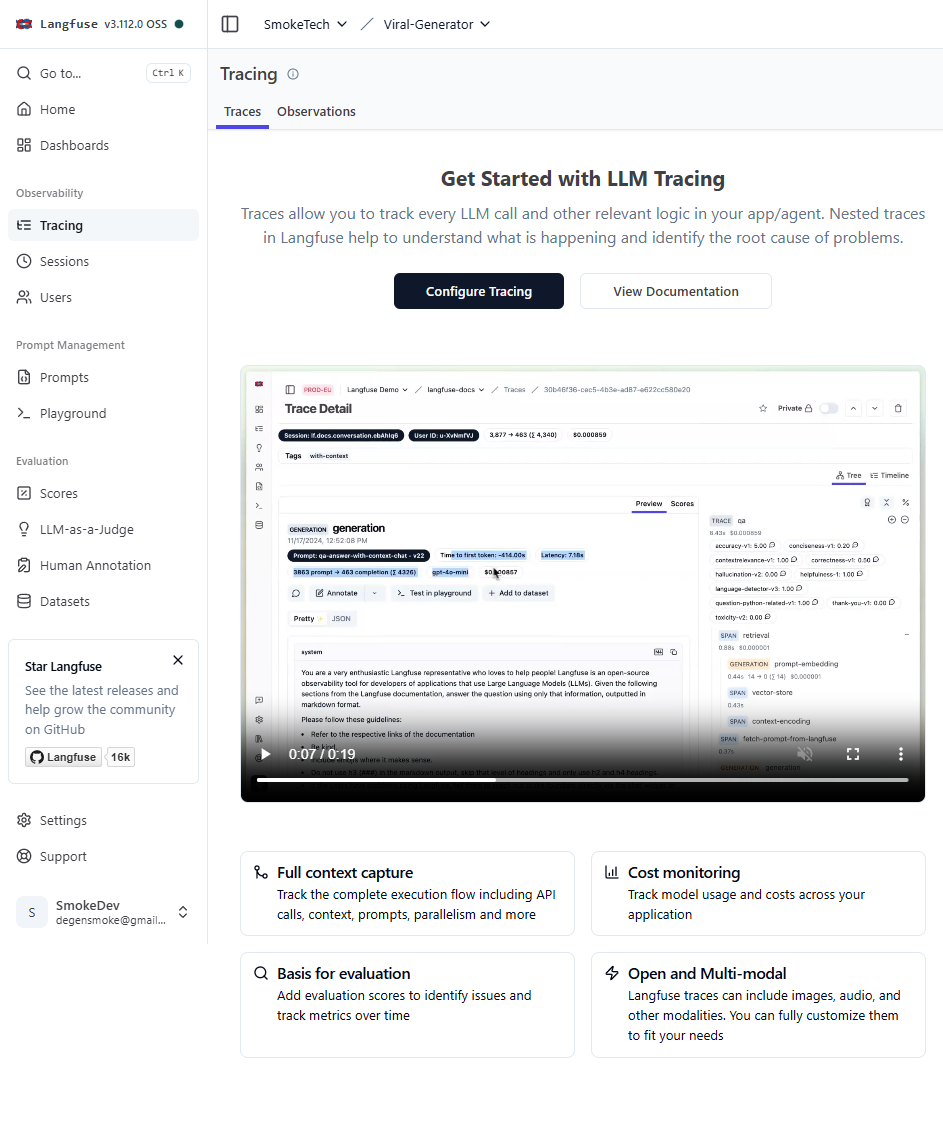 Langfuse v3.112.0 OSS
SmokeTech
Viral-Generator
Go to... Ctrl K
Home
Dashboards
Observability
Tracing
Sessions
Users
Prompt Management
Prompts
Playground
Evaluation
Scores
LLM-as-a-Judge
Human Annotation
Datasets
Star Langfuse
See the latest releases and
help grow the community
on GitHub
Langfuse 16k
Settings
Support
S
SmokeDev
degensmoke@gmail...
Tracing
Traces Observations
Get Started with LLM Tracing
Traces allow you to track every LLM call and other relevant logic in your app/agent. Nested traces
in Langfuse help to understand what is happening and identify the root cause of problems.
Configure Tracing View Documentation
PROD-EU Langfuse Demo langfuse-docs Traces 30b46f36-cec5-4b3e-ad87-e622cc580e20
Trace Detail Private
Session: lf.docs.conversation.ebAhiq6 User ID: u-XvNmfVJ 3,877 → 463 (∑ 4,340) $0.000859
Tags with-context
Tree Timeline
Preview Scores
GENERATION generation
11/17/2024, 12:52:08 PM
Prompt: qa-answer-with-context-chat - v22 Time to first token: -414.00s Latency: 7.18s
3863 prompt → 463 completion (∑ 4326) gpt-4o-mini
Annotate Test in playground Add to dataset
Pretty JSON
system
You are a very enthusiastic Langfuse representative who loves to help people! Langfuse is an open-source
observability tool for developers of applications that use Large Language Models (LLMs). Given the following
sections from the Langfuse documentation, answer the question using only that information, outputted in
markdown format.
Please follow these guidelines:
• Refer to the respective links of the documentation
• Be kind.
• Include emojis where it makes sense.
TRACE qa
8.43s $0.000859
accuracy-v1: 5.00 conciseness-v1: 0.20
contextrelevance-v1: 1.00 correctness-v1: 0.50
hallucination-v2: 0.00 helpfulness-1: 1.00
language-detector-v3: 1.00
question-python-related-v1: 1.00 thank-you-v1: 0.00
toxicity-v2: 0.00
SPAN retrieval
0.88s $0.000001
GENERATION prompt-embedding
0.44s 14 → 0 (∑ 14) $0.000001
SPAN vector-store
0.43s
SPAN context-encoding
SPAN fetch-prompt-from-langfuse
GENERATION generation
0:07 / 0:19
Full context capture
Track the complete execution flow including API
calls, context, prompts, parallelism and more
Cost monitoring
Track model usage and costs across your
application
Basis for evaluation
Add evaluation scores to identify issues and
track metrics over time
Open and Multi-modal
Langfuse traces can include images, audio, and
other modalities. You can fully customize them
to fit your needs